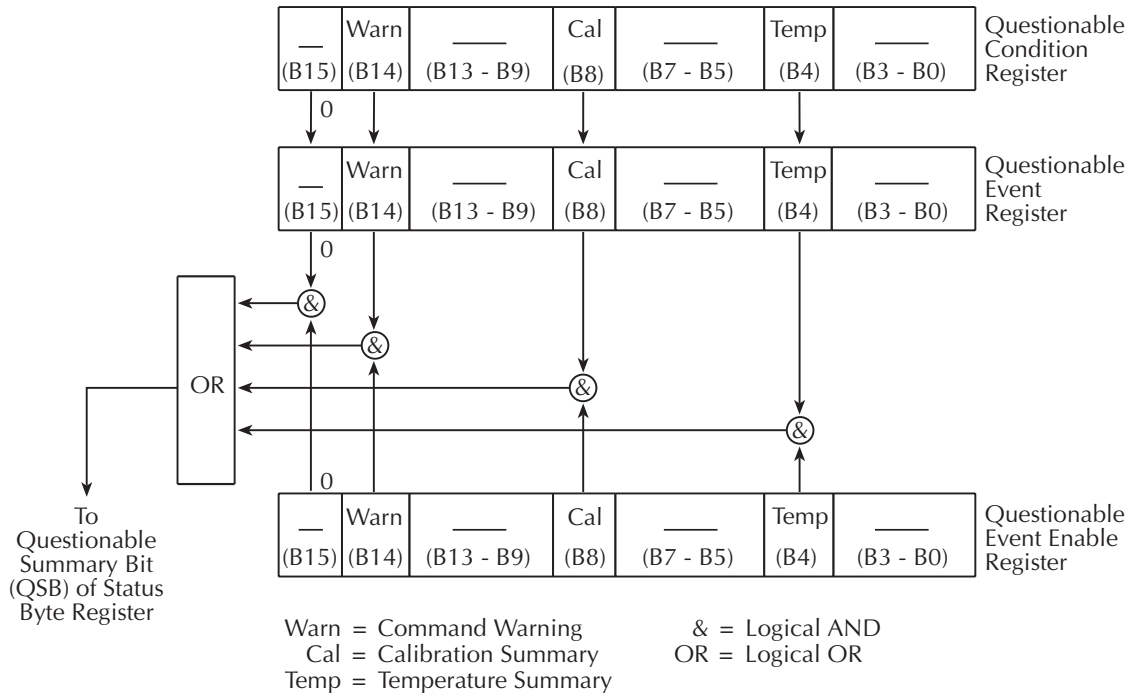 Warn Cal Temp
(B15) (B14) (B13 - B9) (B8) (B7 - B5) (B4) (B3 - B0)
Questionable
Condition
Register
0
Warn Cal Temp
(B15) (B14) (B13 - B9) (B8) (B7 - B5) (B4) (B3 - B0)
Questionable
Event
Register
0
&
&
&
&
OR
0
To
Questionable
Summary Bit
(QSB) of Status
Byte Register
Warn Cal Temp
(B15) (B14) (B13 - B9) (B8) (B7 - B5) (B4) (B3 - B0)
Questionable
Event Enable
Register
Warn = Command Warning
Cal = Calibration Summary
Temp = Temperature Summary
& = Logical AND
OR = Logical OR